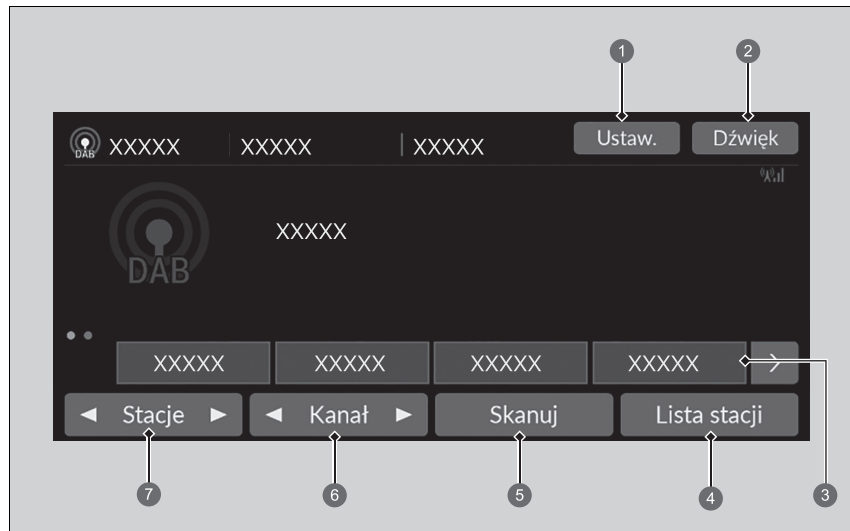 1 2
DAB XXXXX XXXXX XXXXX Ustaw. Dźwięk
XXXXX
DAB
XXXXX XXXXX XXXXX XXXXX
Stacje Kanał Skanuj Lista stacji
7 6 5 4 3